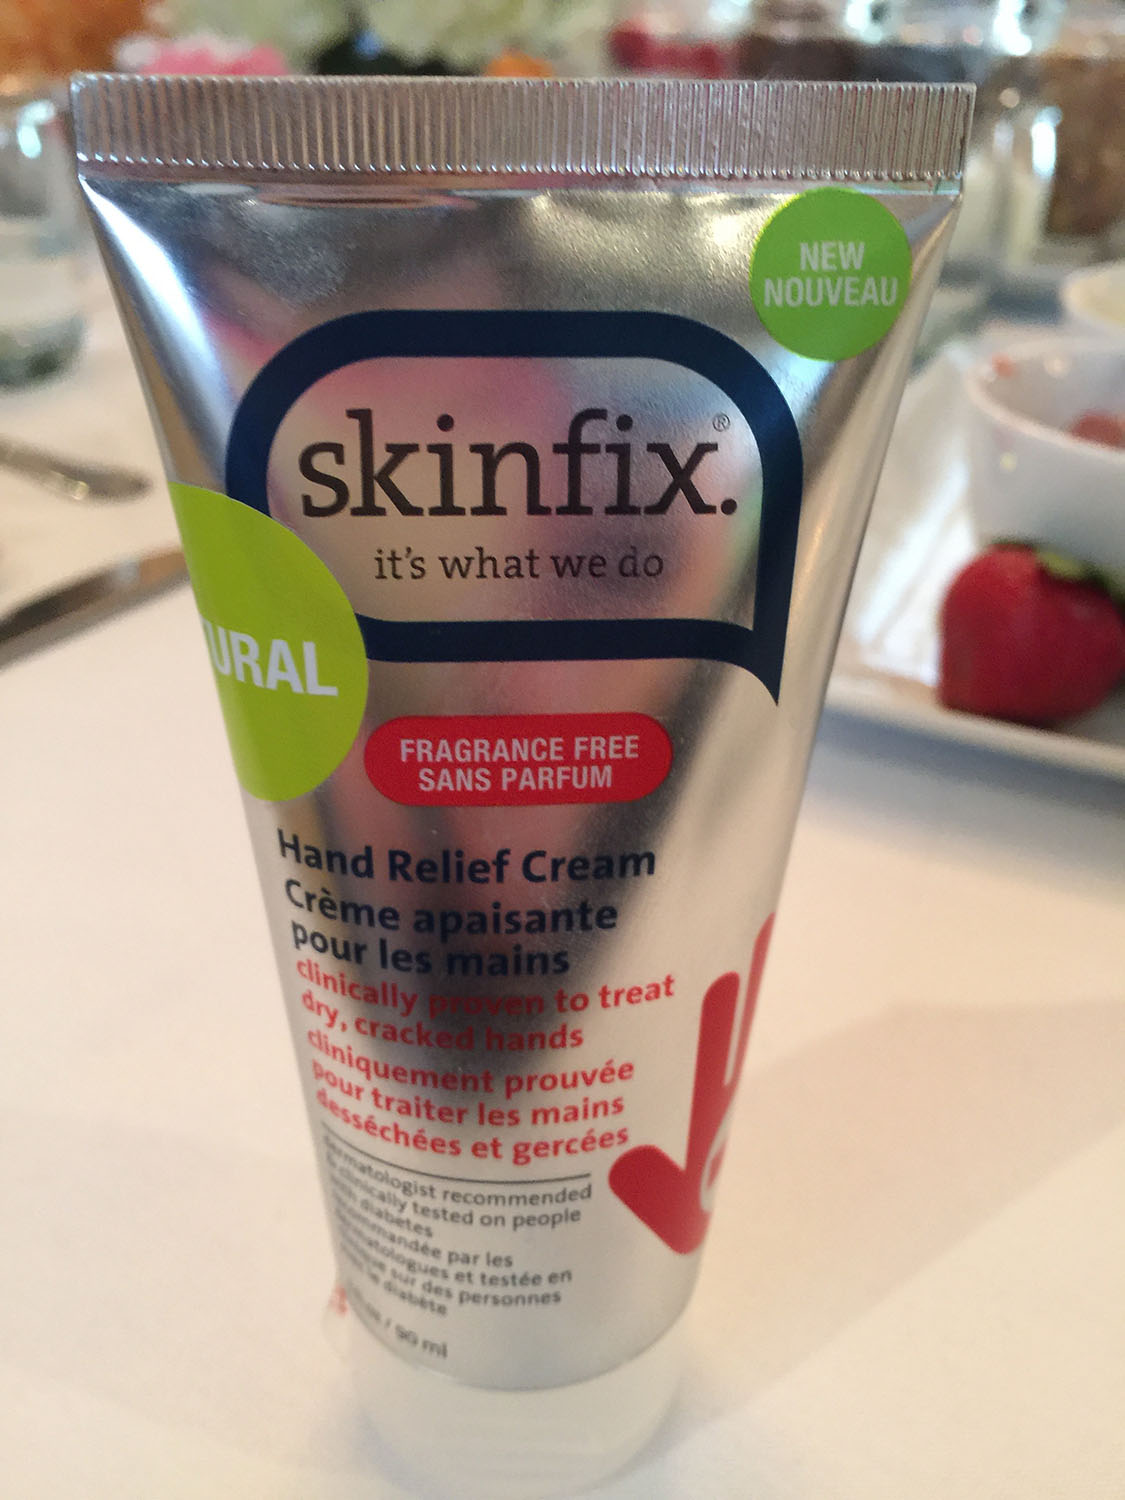 NEW
NOUVEAU
skinfix.®
it's what we do
URAL
FRAGRANCE FREE
SANS PARFUM
Hand Relief Cream
Crème apaisante
pour les mains
clinically proven to treat
dry, cracked hands
cliniquement prouvée
pour traiter les mains
desséchées et gercées
dermatologist recommended
& clinically tested on people
with diabetes
recommandée par les
dermatologues et testée en
clinique sur des personnes
diabète
/ 90 ml